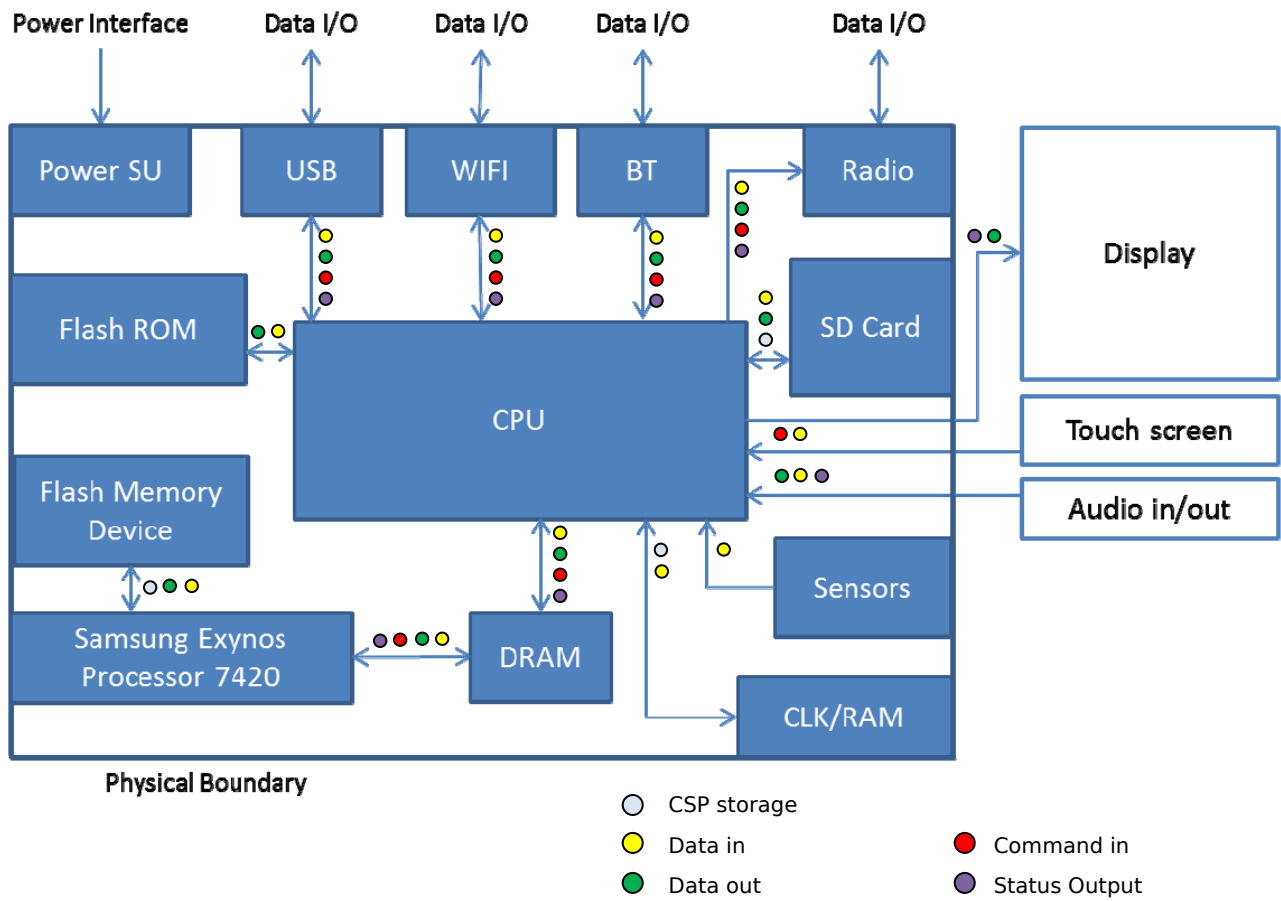 Power Interface
Data I/O
Data I/O
Data I/O
Data I/O
Power SU
USB
WIFI
BT
Radio
Display
Flash ROM
SD Card
CPU
Touch screen
Flash Memory
Device
Audio in/out
Sensors
Samsung Exynos
Processor 7420
DRAM
CLK/RAM
Physical Boundary
CSP storage
Data in
Command in
Data out
Status Output